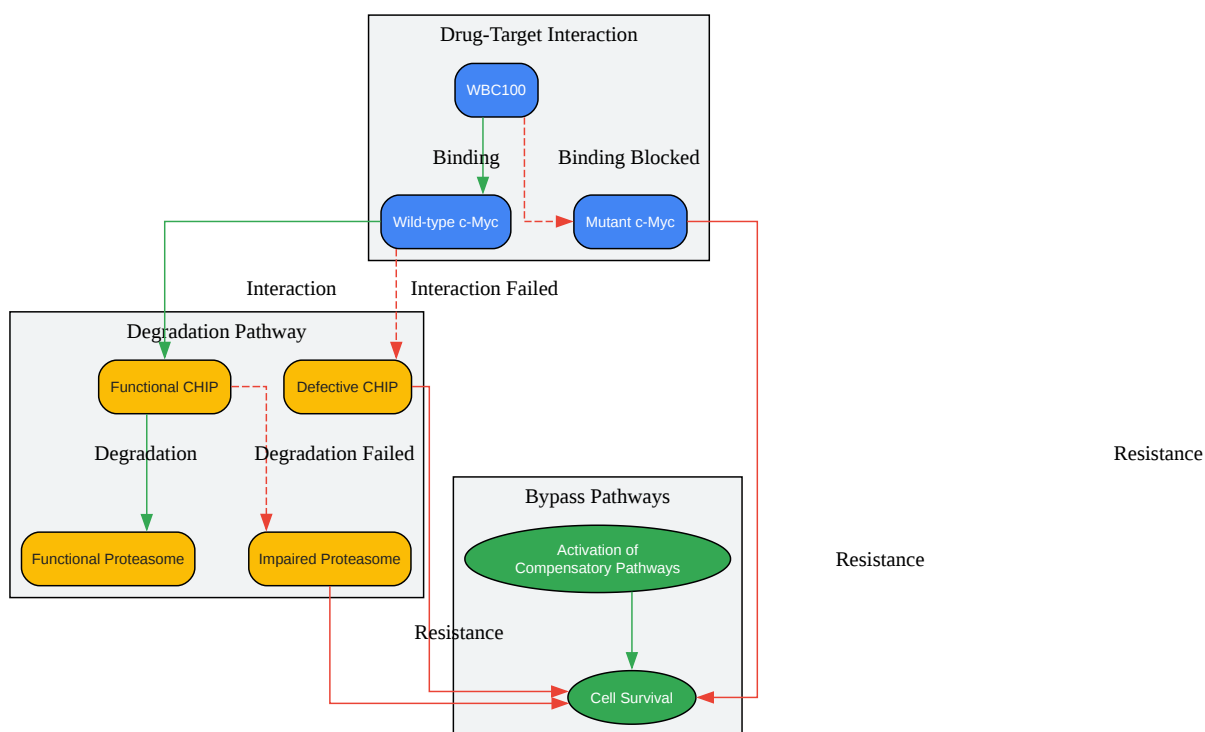 Drug-Target Interaction
WBC100
Binding
Binding Blocked
Wild-type c-Myc
Mutant c-Myc
Interaction
Interaction Failed
Degradation Pathway
Functional CHIP
Defective CHIP
Degradation
Degradation Failed
Resistance
Bypass Pathways
Functional Proteasome
Impaired Proteasome
Activation of
Compensatory Pathways
Resistance
Resistance
Cell Survival